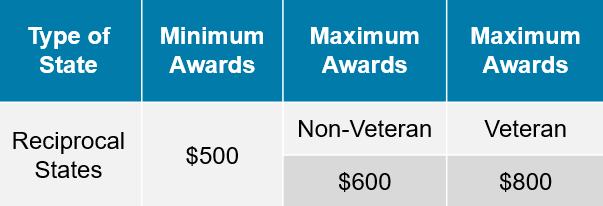 Type of
State
Minimum
Awards
Maximum
Awards
Maximum
Awards
Reciprocal
States
$500
Non-Veteran
Veteran
$600
$800